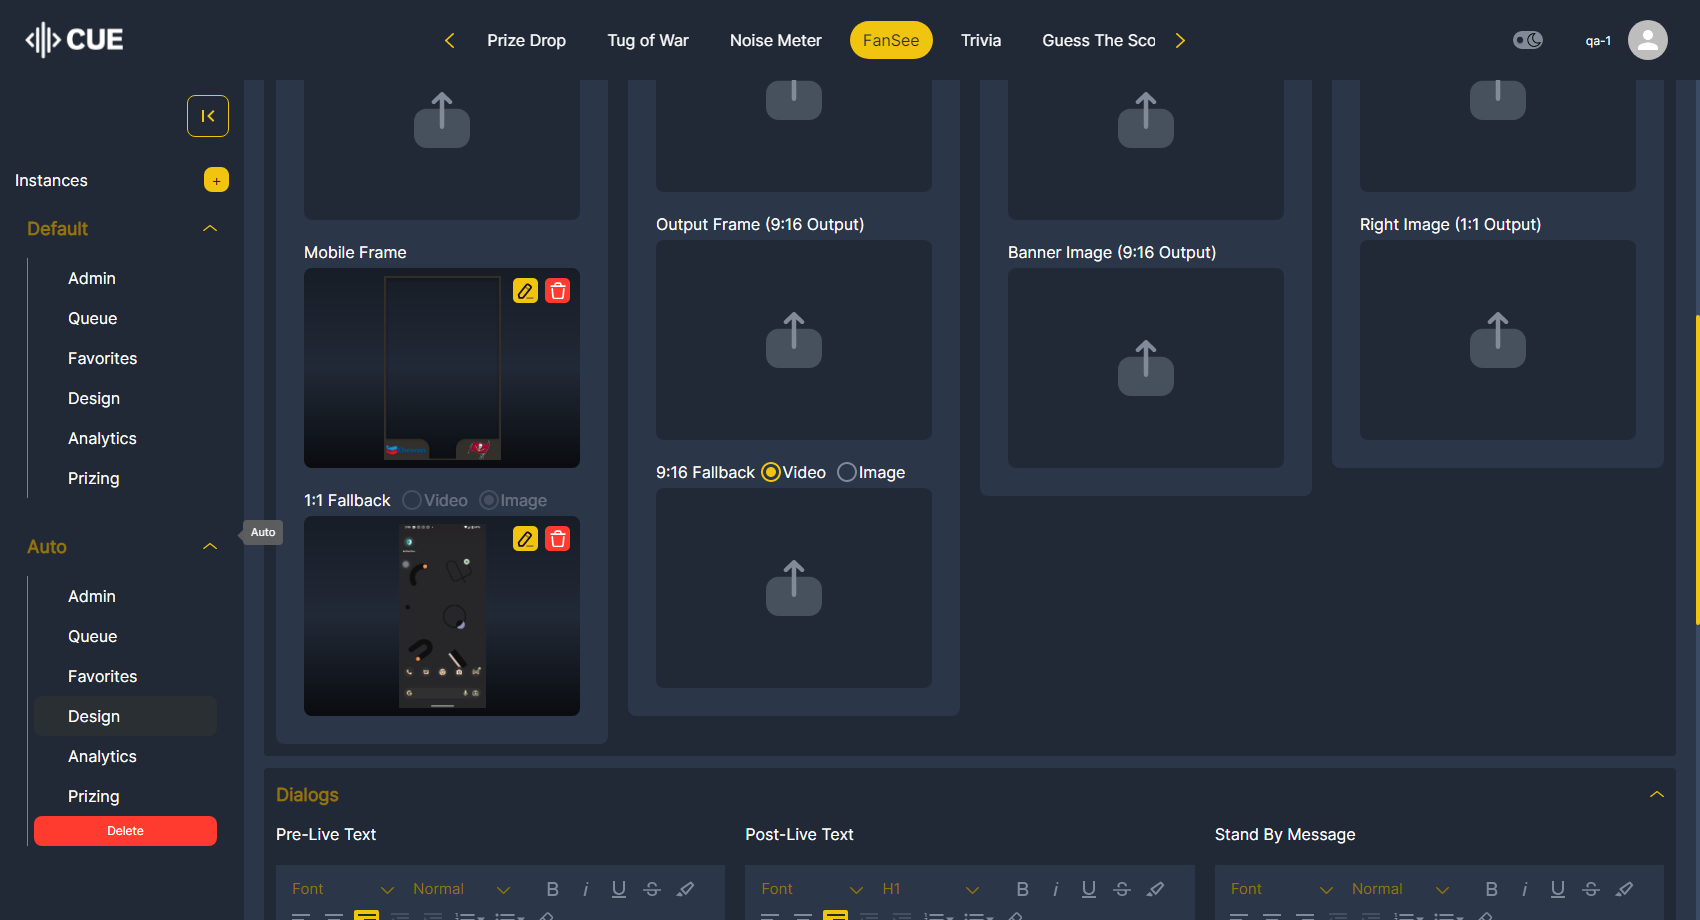 CUE
Prize Drop
Tug of War
Noise Meter
FanSee
Trivia
Guess The Sco
qa-1
Instances
+
Default
Admin
Queue
Favorites
Design
Analytics
Prizing
Auto
Auto
Admin
Queue
Favorites
Design
Analytics
Prizing
Delete
Mobile Frame
1:1 Fallback Video Image
Output Frame (9:16 Output)
9:16 Fallback Video Image
Banner Image (9:16 Output)
Right Image (1:1 Output)
Dialogs
Pre-Live Text
Font Normal B i U S
Post-Live Text
Font H1 B i U S
Stand By Message
Font Normal B i U S